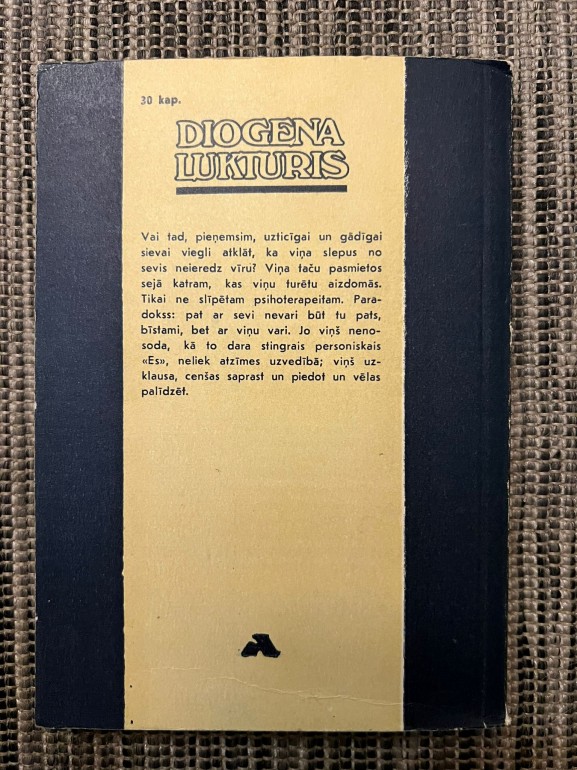 30 kap.
DIOGENA
LUKTURIS
Vai tad, pieņemsim, uzticīgai un gādīgai
sievai viegli atklāt, ka viņa slepus no
sevis neieredz vīru? Viņa taču pasmietos
sejā katram, kas viņu turētu aizdomās.
Tikai ne slīpētam psihoterapeitam. Para-
dokss: pat ar sevi nevari būt tu pats,
bīstami, bet ar viņu vari. Jo viņš neno-
soda, kā to dara stingrais personiskais
«Es», neliek atzīmes uzvedībā; viņš uz-
klausa, cenšas saprast un piedot un vēlas
palīdzēt.